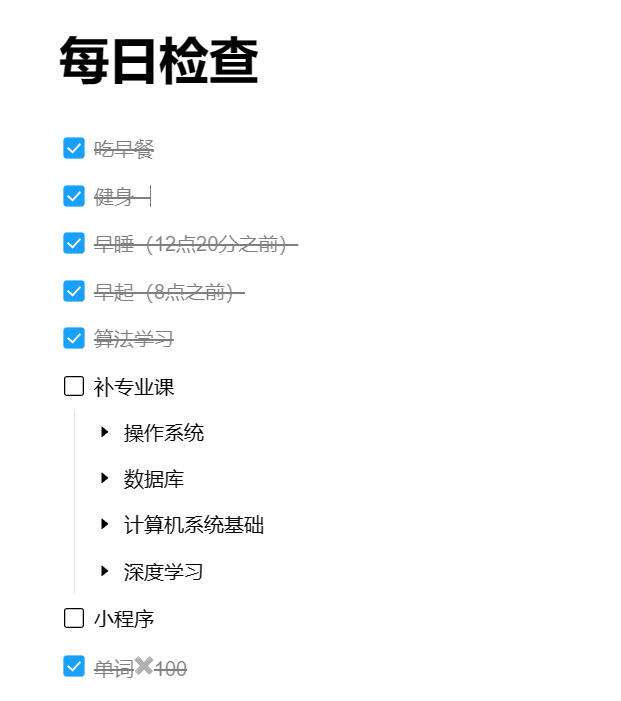 每日检查
吃早餐
健身
早睡（12点20分之前）
早起（8点之前）
算法学习
补专业课
操作系统
数据库
计算机系统基础
深度学习
小程序
单词✖️100